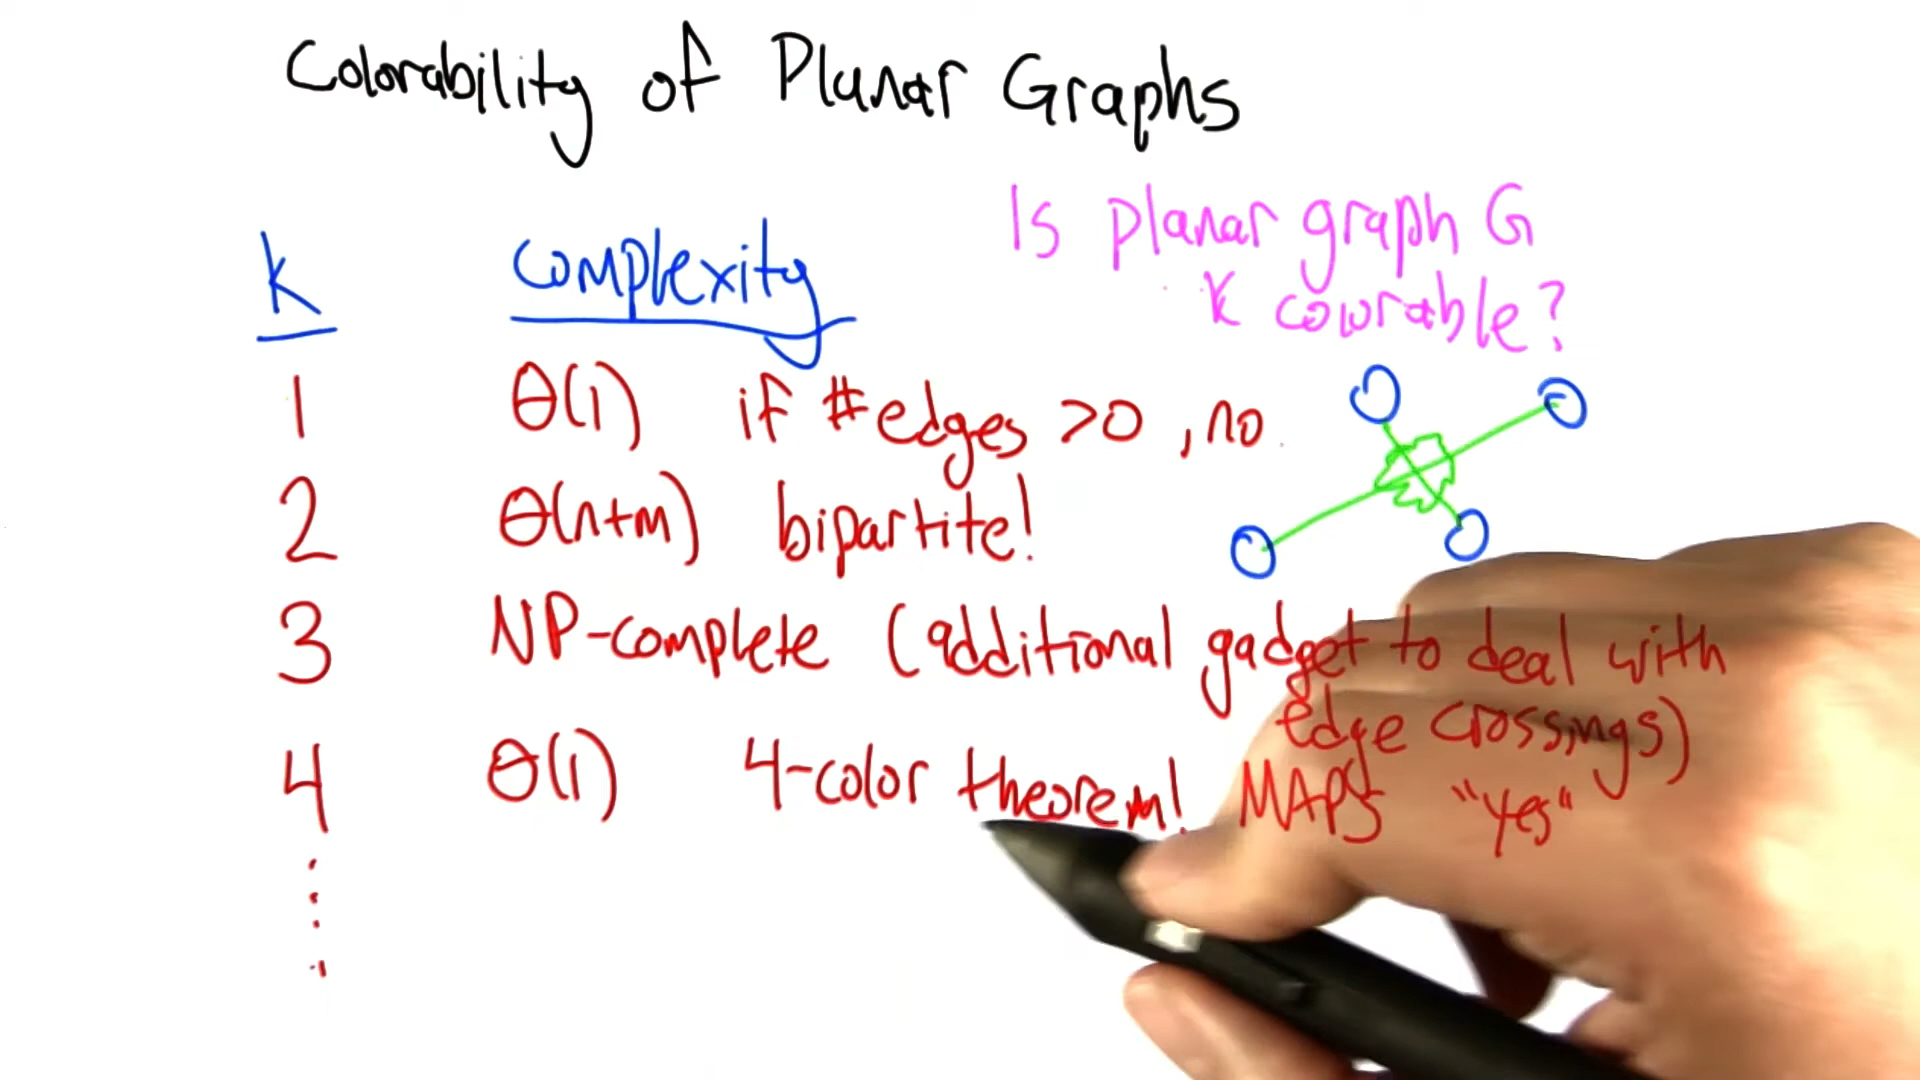 Colorability of Planar Graphs
Is planar graph G
K colorable?
k complexity
1 θ(1) if #edges >0, no
2 θ(n+m) bipartite!
3 NP-complete (additional gadget to deal with
edge crossings)
4 θ(1) 4-color theorem! MAPS "yes"